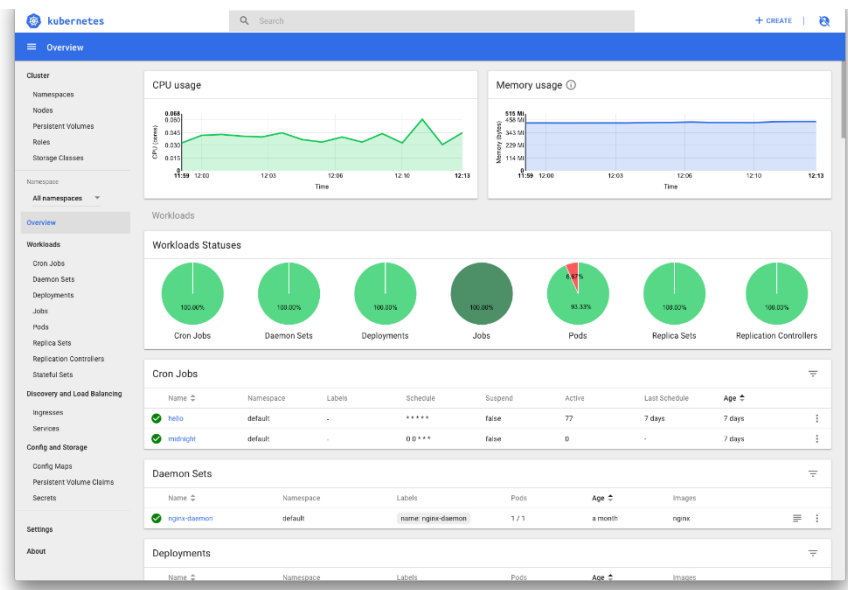 kubernetes
Search
+ CREATE
Overview
Cluster
Namespaces
Nodes
Persistent Volumes
Roles
Storage Classes
Namespace
All namespaces
Overview
Workloads
Cron Jobs
Daemon Sets
Deployments
Jobs
Pods
Replica Sets
Replication Controllers
Stateful Sets
Discovery and Load Balancing
Ingresses
Services
Config and Storage
Config Maps
Persistent Volume Claims
Secrets
Settings
About
CPU usage
CPU (cores)
0.068
0.060
0.045
0.030
0.015
0
11:59 12:00 12:03 12:06 12:10 12:13
Time
Memory usage
Memory (bytes)
515 Mi
458 Mi
343 Mi
229 Mi
114 Mi
0
11:59 12:00 12:03 12:06 12:10 12:13
Time
Workloads
Workloads Statuses
100.00% 100.00% 100.00% 100.00% 6.67% 93.33% 100.00% 100.00%
Cron Jobs Daemon Sets Deployments Jobs Pods Replica Sets Replication Controllers
Cron Jobs
Name Namespace Labels Schedule Suspend Active Last Schedule Age
hello default - * * * * * false 77 7 days 7 days
midnight default - 0 0 * * * false 0 - 7 days
Daemon Sets
Name Namespace Labels Pods Age Images
nginx-daemon default name: nginx-daemon 1 / 1 a month nginx
Deployments
Name Namespace Labels Pods Age Images